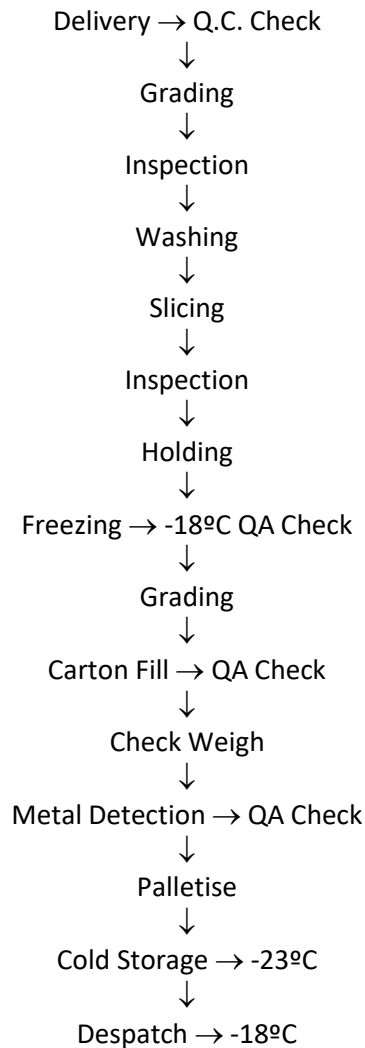 Delivery → Q.C. Check
↓
Grading
↓
Inspection
↓
Washing
↓
Slicing
↓
Inspection
↓
Holding
↓
Freezing → -18ºC QA Check
↓
Grading
↓
Carton Fill → QA Check
↓
Check Weigh
↓
Metal Detection → QA Check
↓
Palletise
↓
Cold Storage → -23ºC
↓
Despatch → -18ºC